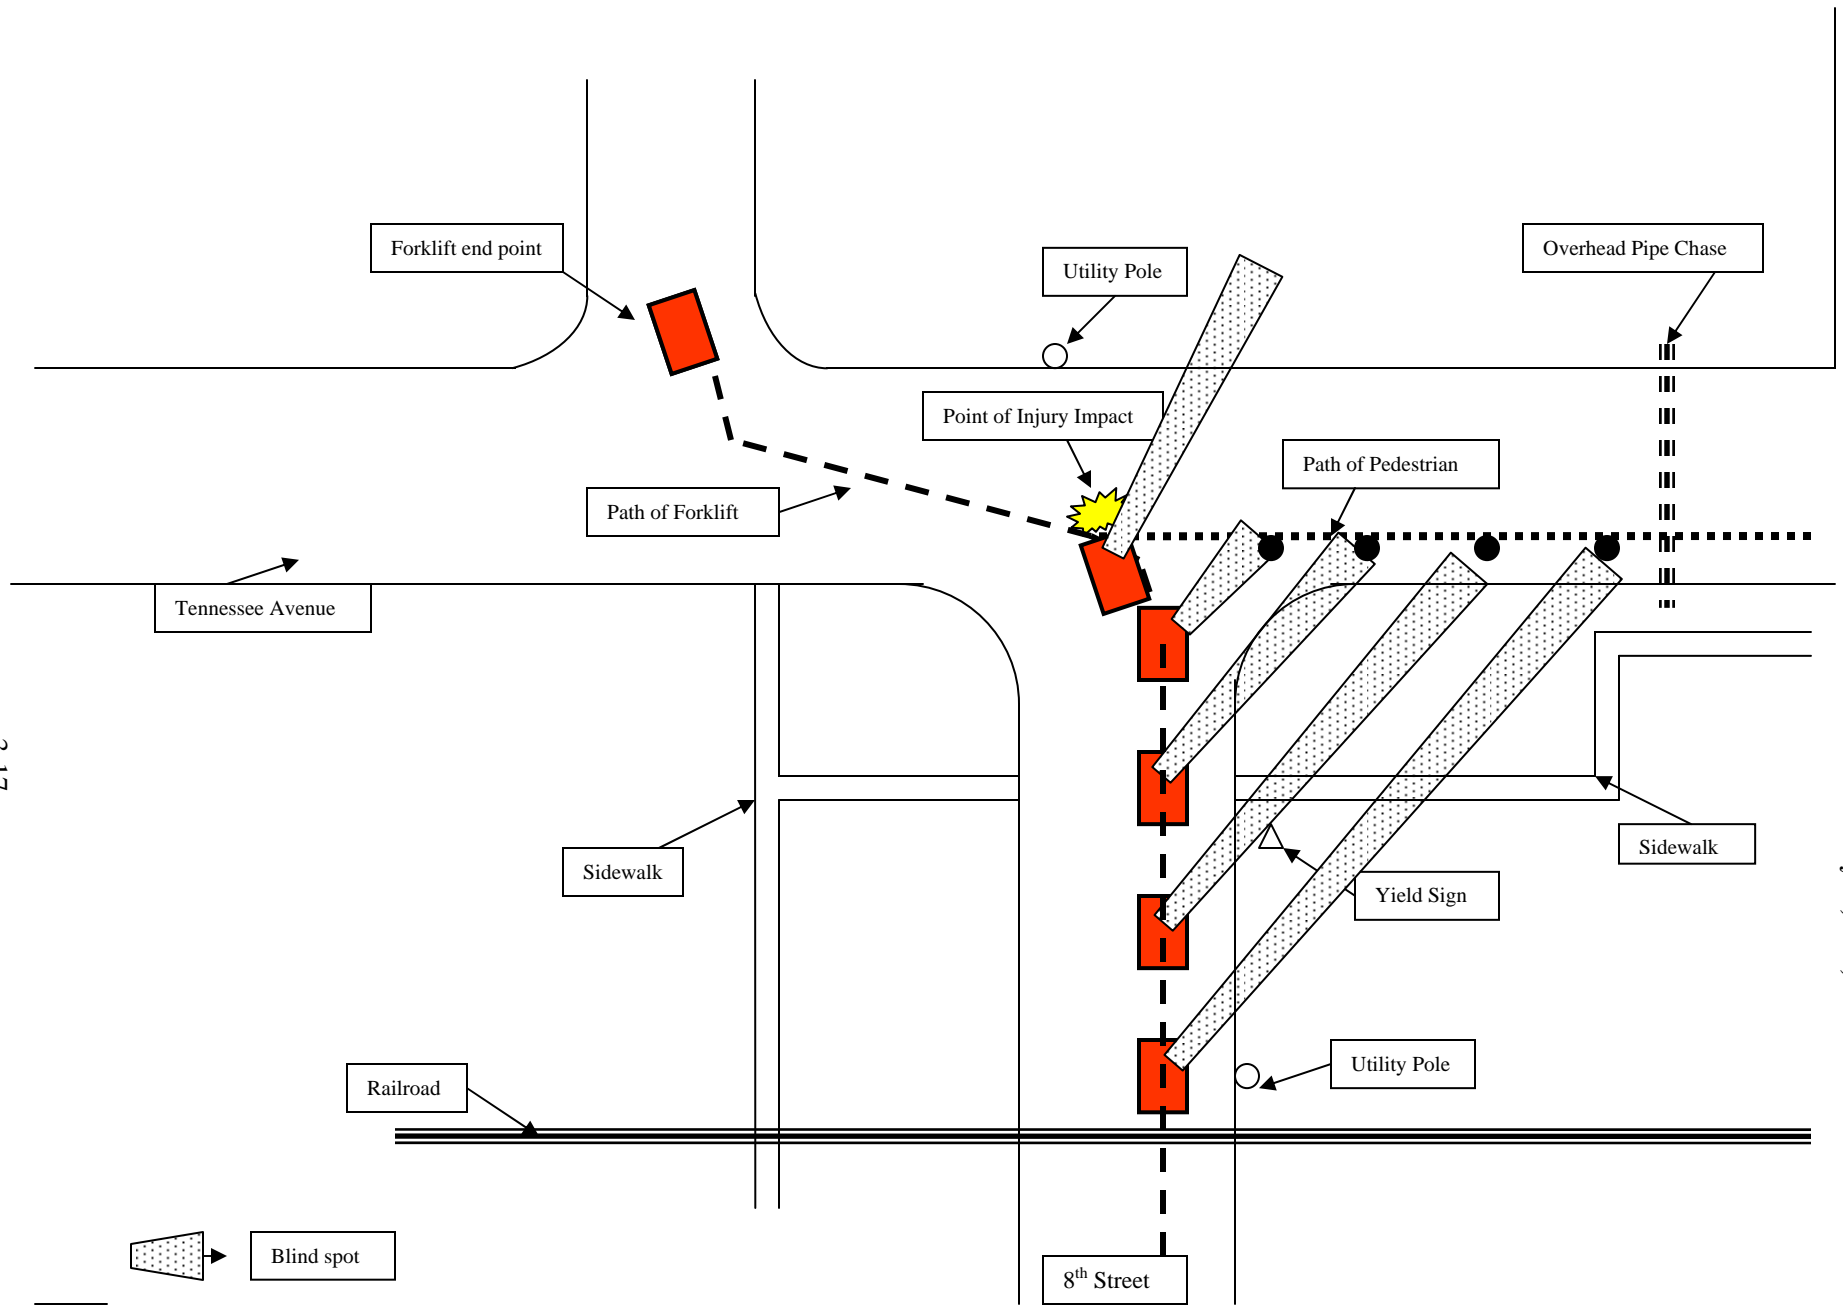 Forklift end point
Overhead Pipe Chase
Utility Pole
Point of Injury Impact
Path of Pedestrian
Path of Forklift
Tennessee Avenue
Sidewalk
Sidewalk
Yield Sign
Utility Pole
Railroad
Blind spot
8th Street